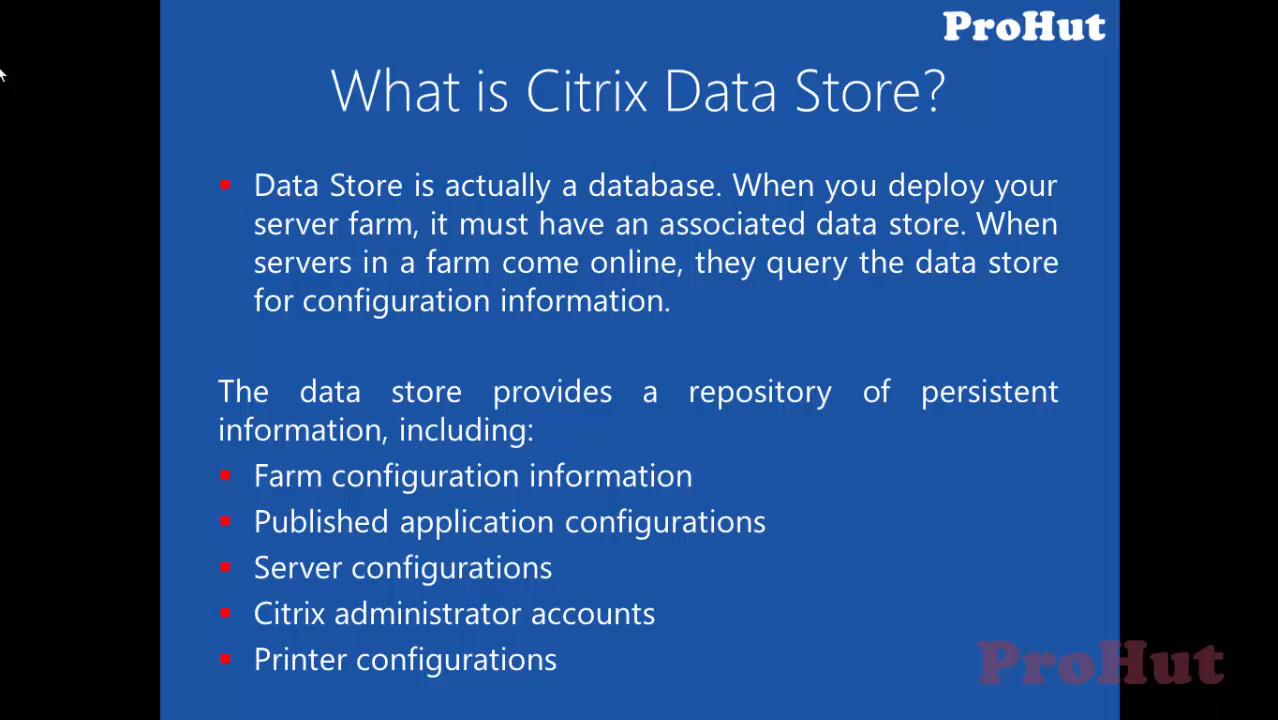 ProHut
What is Citrix Data Store?
Data Store is actually a database. When you deploy your
server farm, it must have an associated data store. When
servers in a farm come online, they query the data store
for configuration information.
The data store provides a repository of persistent
information, including:
Farm configuration information
Published application configurations
Server configurations
Citrix administrator accounts
Printer configurations
ProHut